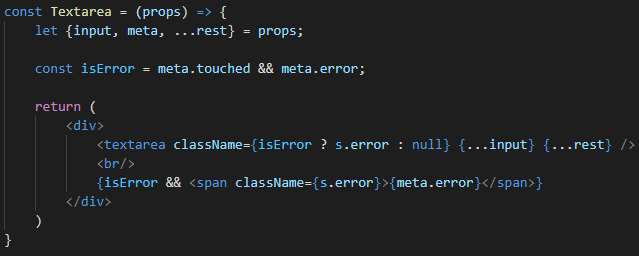 const Textarea = (props) => {
let {input, meta, ...rest} = props;
const isError = meta.touched && meta.error;
return (
<div>
<textarea className={isError ? s.error : null} {...input} {...rest} />
<br/>
{isError && <span className={s.error}>{meta.error}</span>}
</div>
)
}